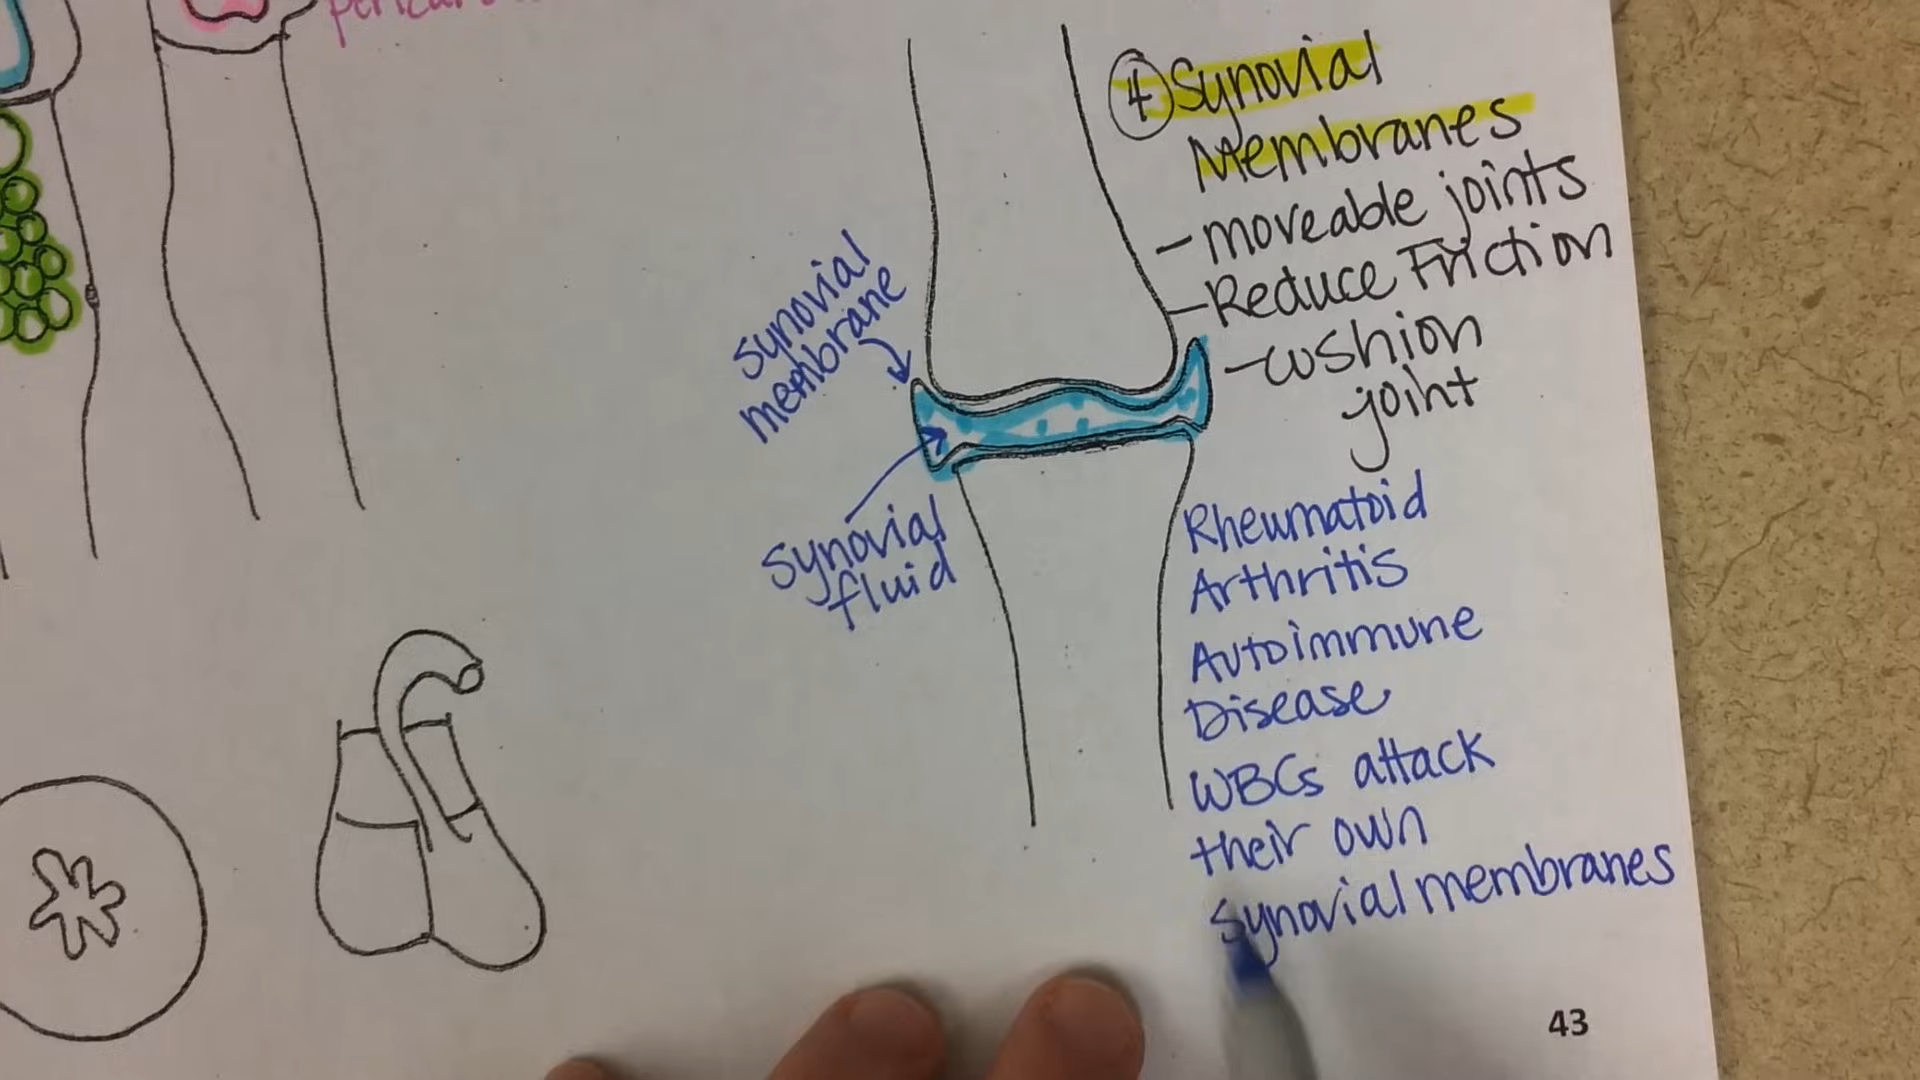 ④ Synovial
Membranes
- moveable joints
- Reduce Friction
- cushion
joint
synovial
membrane
synovial
fluid
Rheumatoid
Arthritis
Autoimmune
Disease
WBCs attack
their own
synovial membranes
43